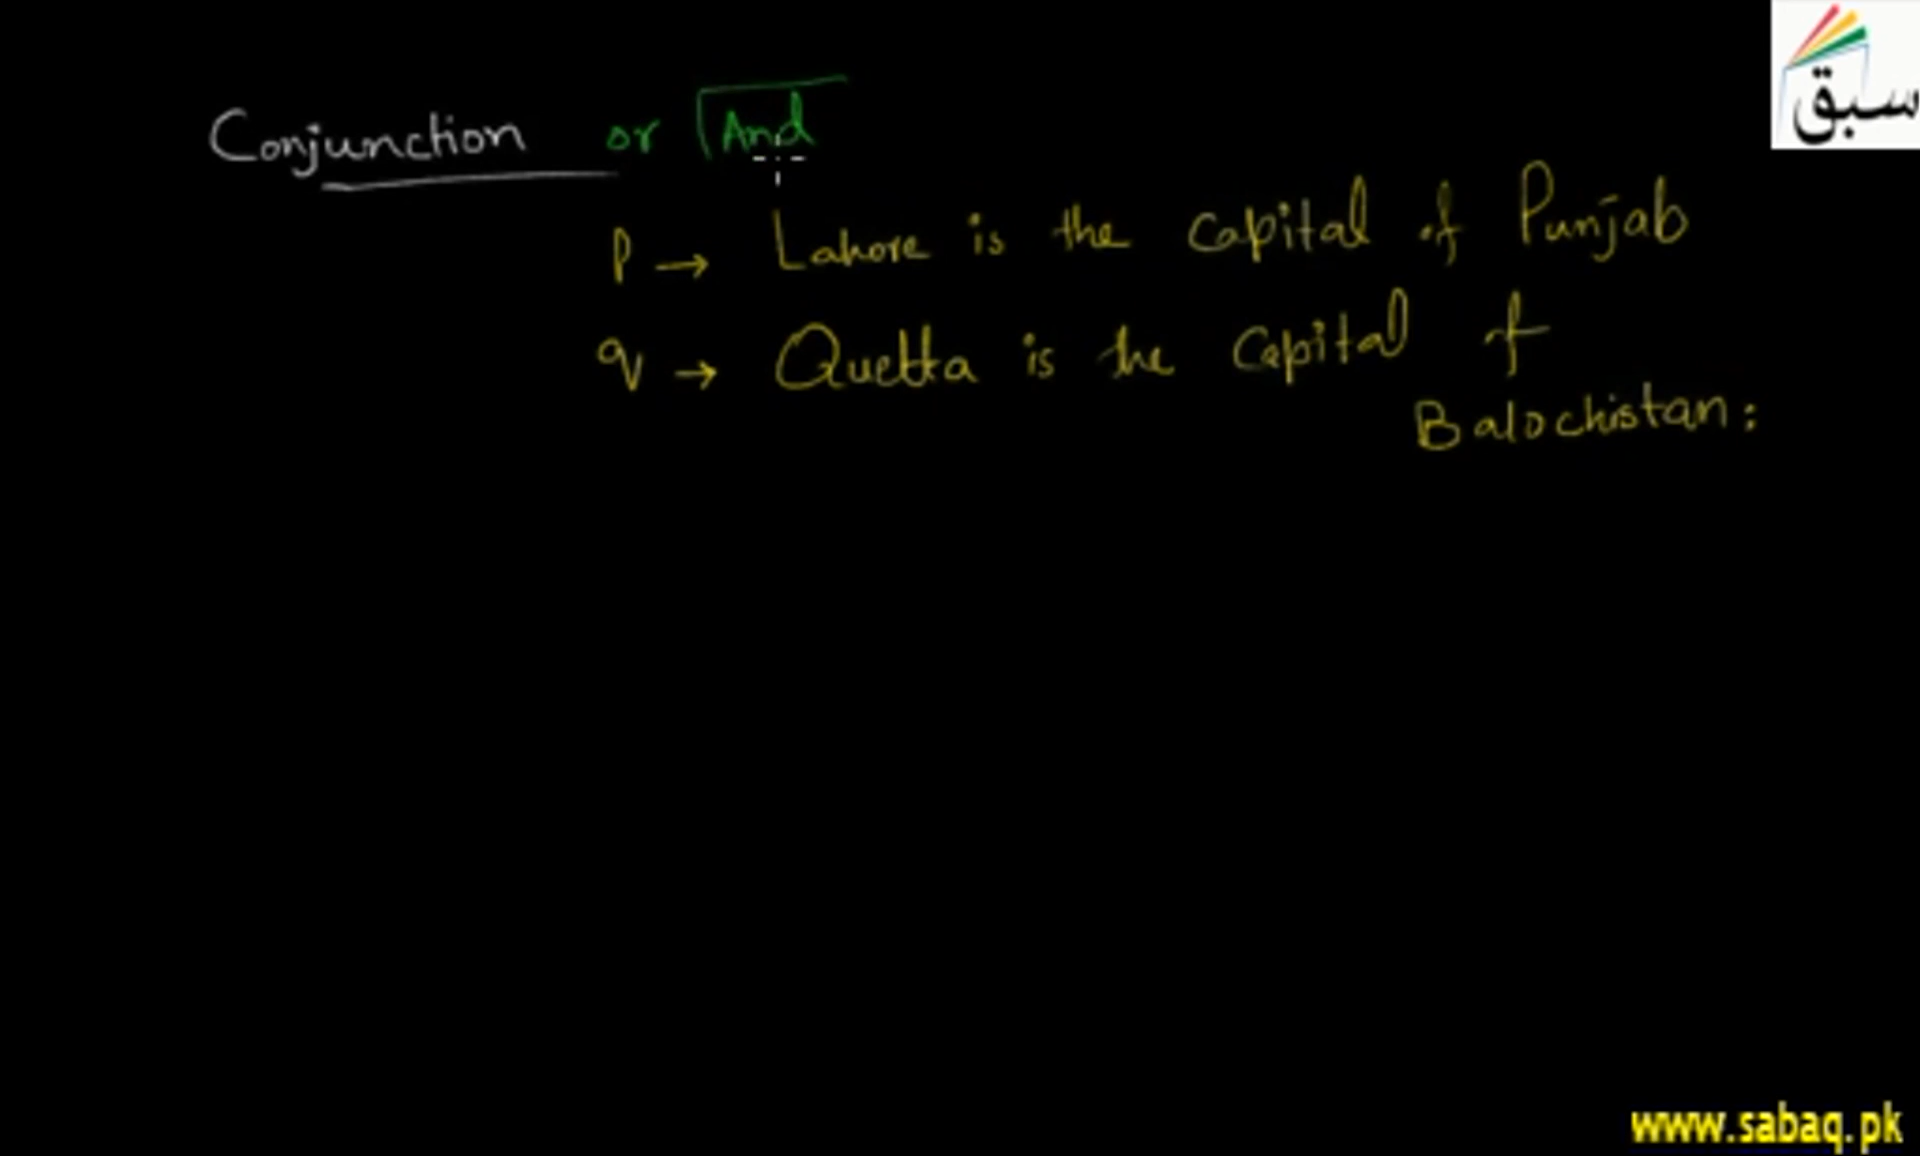 سبق
Conjunction or And
P → Lahore is the Capital of Punjab
q → Quetta is the Capital of
Balochistan:
www.sabaq.pk